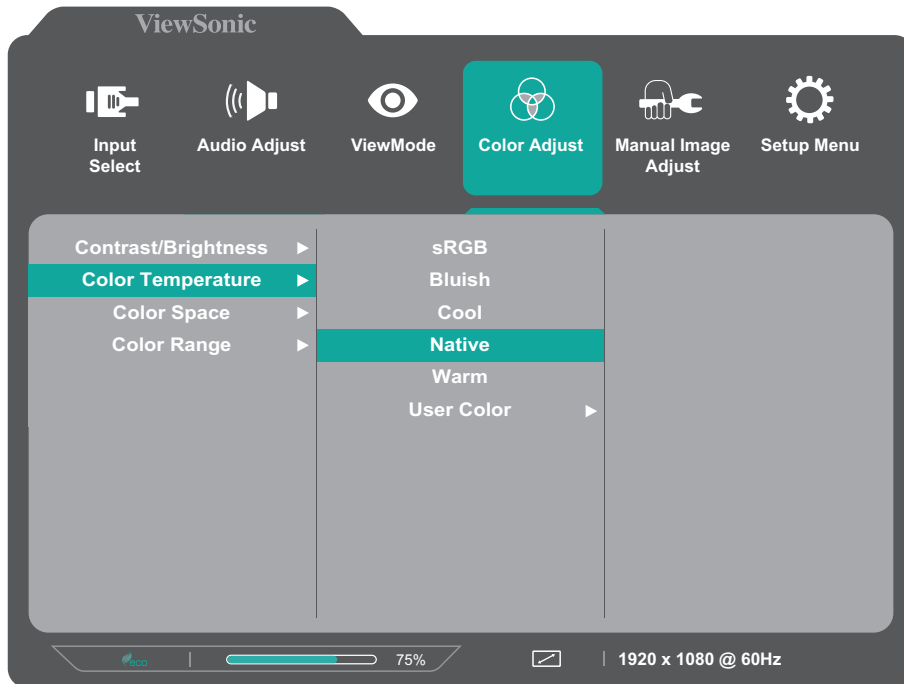 ViewSonic
Input
Select
Audio Adjust
ViewMode
Color Adjust
Manual Image
Adjust
Setup Menu
Contrast/Brightness
Color Temperature
Color Space
Color Range
sRGB
Bluish
Cool
Native
Warm
User Color
eco
75%
1920 x 1080 @ 60Hz